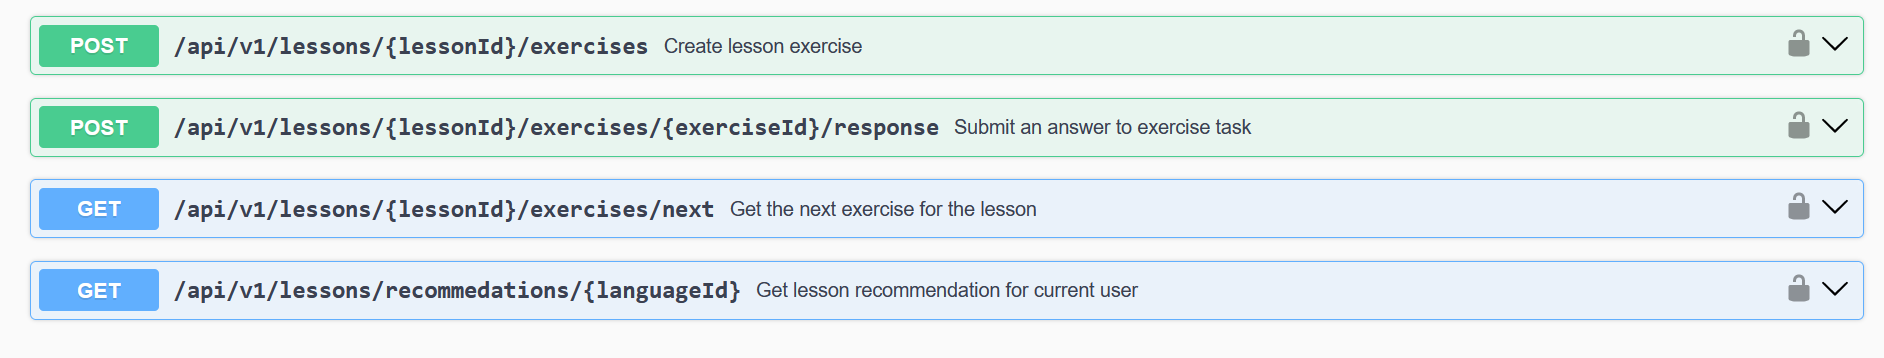 POST /api/v1/lessons/{lessonId}/exercises Create lesson exercise
POST /api/v1/lessons/{lessonId}/exercises/{exerciseId}/response Submit an answer to exercise task
GET /api/v1/lessons/{lessonId}/exercises/next Get the next exercise for the lesson
GET /api/v1/lessons/recommedations/{languageId} Get lesson recommendation for current user